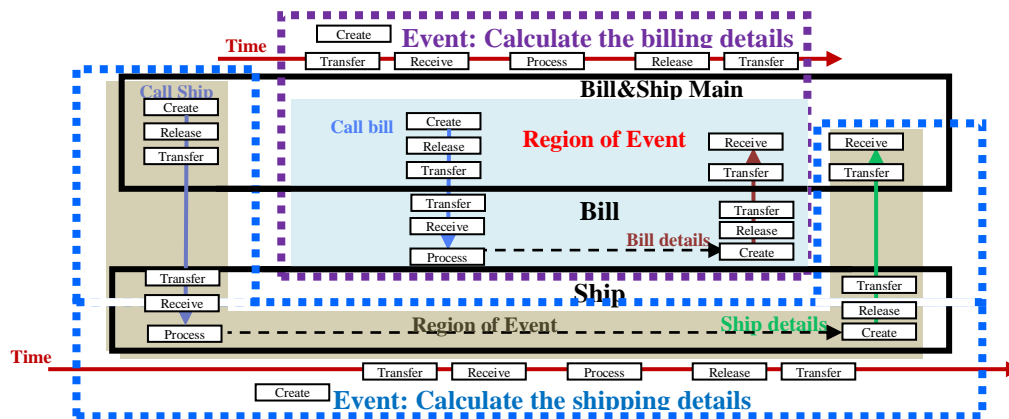 Create
Event: Calculate the billing details
Time
Transfer
Receive
Process
Release
Transfer
Call Ship
Bill&Ship Main
Create
Release
Transfer
Call bill
Create
Release
Transfer
Region of Event
Receive
Transfer
Receive
Transfer
Transfer
Receive
Process
Bill
Bill details
Transfer
Release
Create
Transfer
Receive
Process
Ship
Region of Event
Ship details
Transfer
Release
Create
Time
Transfer
Receive
Process
Release
Transfer
Create
Event: Calculate the shipping details